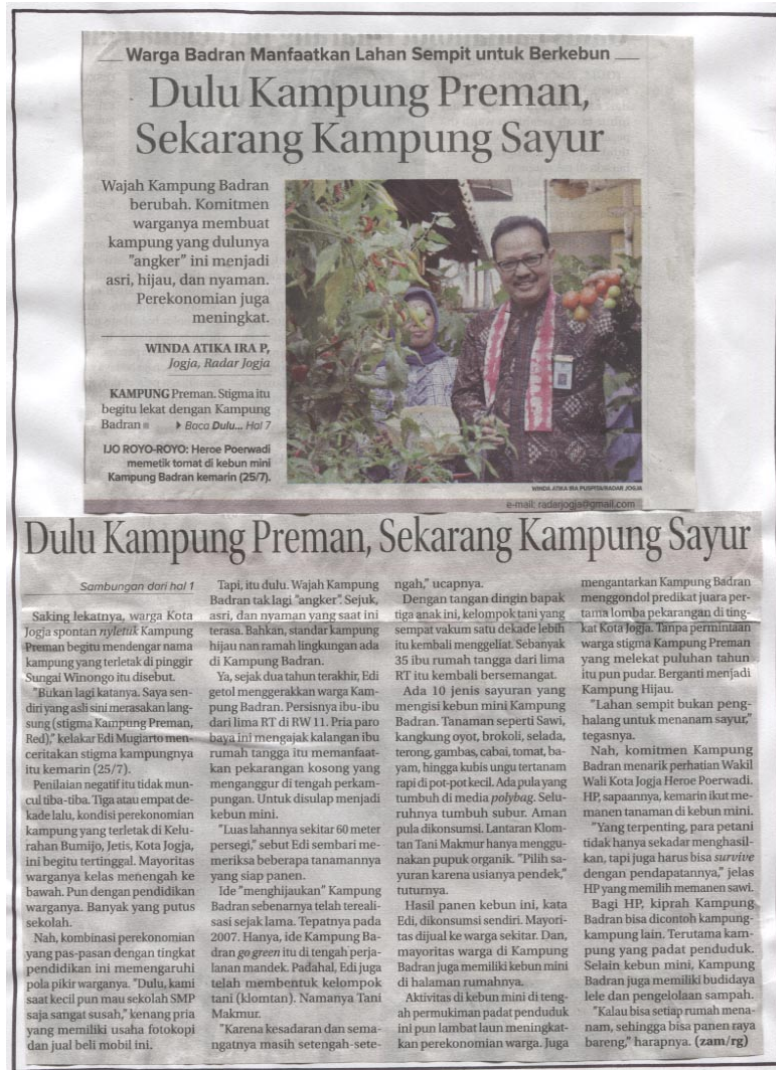 Warga Badran Manfaatkan Lahan Sempit untuk Berkebun
Dulu Kampung Preman,
Sekarang Kampung Sayur
Wajah Kampung Badran
berubah. Komitmen
warganya membuat
kampung yang dulunya
"angker" ini menjadi
asri, hijau, dan nyaman.
Perekonomian juga
meningkat.
WINDA ATIKA IRA P,
Jogja, Radar Jogja
KAMPUNG Preman. Stigma itu
begitu lekat dengan Kampung
Badran
Baca Dulu... Hal 7
IJO ROYO-ROYO: Heroe Poerwadi
memetik tomat di kebun mini
Kampung Badran kemarin (25/7).
WINDA ATIKA IRA PUSPITA/RADAR JOGJA
e-mail: radarjogja@gmail.com
Dulu Kampung Preman, Sekarang Kampung Sayur
Sambungan dari hal 1
Saking lekatnya, warga Kota
Jogja spontan nyletuk Kampung
Preman begitu mendengar nama
kampung yang terletak di pinggir
Sungai Winongo itu disebut.
"Bukan lagi katanya. Saya sen-
diri yang asli sini merasakan lang-
sung (stigma Kampung Preman,
Red)," kelakar Edi Mugiarto men-
ceritakan stigma kampungnya
itu kemarin (25/7).
Penilaian negatif itu tidak mun-
cul tiba-tiba. Tiga atau empat de-
kade lalu, kondisi perekonomian
kampung yang terletak di Kelu-
rahan Bumijo, Jetis, Kota Jogja,
ini begitu tertinggal. Mayoritas
warganya kelas menengah ke
bawah. Pun dengan pendidikan
warganya. Banyak yang putus
sekolah.
Nah, kombinasi perekonomian
yang pas-pasan dengan tingkat
pendidikan ini memengaruhi
pola pikir warganya. "Dulu, kami
saat kecil pun mau sekolah SMP
saja sangat susah," kenang pria
yang memiliki usaha fotokopi
dan jual beli mobil ini.
Tapi, itu dulu. Wajah Kampung
Badran tak lagi "angker". Sejuk,
asri, dan nyaman yang saat ini
terasa. Bahkan, standar kampung
hijau nan ramah lingkungan ada
di Kampung Badran.
Ya, sejak dua tahun terakhir, Edi
getol menggerakkan warga Kam-
pung Badran. Persisnya ibu-ibu
dari lima RT di RW 11. Pria paro
baya ini mengajak kalangan ibu
rumah tangga itu memanfaat-
kan pekarangan kosong yang
menganggur di tengah perkam-
pungan. Untuk disulap menjadi
kebun mini.
"Luas lahannya sekitar 60 meter
persegi," sebut Edi sembari me-
meriksa beberapa tanamannya
yang siap panen.
Ide "menghijaukan" Kampung
Badran sebenarnya telah tereali-
sasi sejak lama. Tepatnya pada
2007. Hanya, ide Kampung Ba-
dran go green itu di tengah perja-
lanan mandek. Padahal, Edi juga
telah membentuk kelompok
tani (klomtan). Namanya Tani
Makmur.
"Karena kesadaran dan sema-
ngatnya masih setengah-sete-
ngah," ucapnya.
Dengan tangan dingin bapak
tiga anak ini, kelompok tani yang
sempat vakum satu dekade lebih
itu kembali menggeliat. Sebanyak
35 ibu rumah tangga dari lima
RT itu kembali bersemangat.
Ada 10 jenis sayuran yang
mengisi kebun mini Kampung
Badran. Tanaman seperti Sawi,
kangkung oyot, brokoli, selada,
terong, gambas, cabai, tomat, ba-
yam, hingga kubis ungu tertanam
rapi di pot-pot kecil. Ada pula yang
tumbuh di media polybag. Selu-
ruhnya tumbuh subur. Aman
pula dikonsumsi. Lantaran Klom-
tan Tani Makmur hanya menggu-
nakan pupuk organik. "Pilih sa-
yuran karena usianya pendek,"
tuturnya.
Hasil panen kebun ini, kata
Edi, dikonsumsi sendiri. Mayori-
tas dijual ke warga sekitar. Dan,
mayoritas warga di Kampung
Badran juga memiliki kebun mini
di halaman rumahnya.
Aktivitas di kebun mini di teng-
ah permukiman padat penduduk
ini pun lambat laun meningkat-
kan perekonomian warga. Juga
mengantarkan Kampung Badran
menggondol predikat juara per-
tama lomba pekarangan di ting-
kat Kota Jogja. Tanpa permintaan
warga stigma Kampung Preman
yang melekat puluhan tahun
itu pun pudar. Berganti menjadi
Kampung Hijau.
"Lahan sempit bukan peng-
halang untuk menanam sayur,"
tegasnya.
Nah, komitmen Kampung
Badran menarik perhatian Wakil
Wali Kota Jogja Heroe Poerwadi.
HP, sapaannya, kemarin ikut me-
manen tanaman di kebun mini.
"Yang terpenting, para petani
tidak hanya sekadar menghasil-
kan, tapi juga harus bisa survive
dengan pendapatannya," jelas
HP yang memilih memanen sawi.
Bagi HP, kiprah Kampung
Badran bisa dicontoh kampung-
kampung lain. Terutama kam-
pung yang padat penduduk.
Selain kebun mini, Kampung
Badran juga memiliki budidaya
lele dan pengelolaan sampah.
"Kalau bisa setiap rumah mena-
nam, sehingga bisa panen raya
bareng," harapnya. (zam/rg)